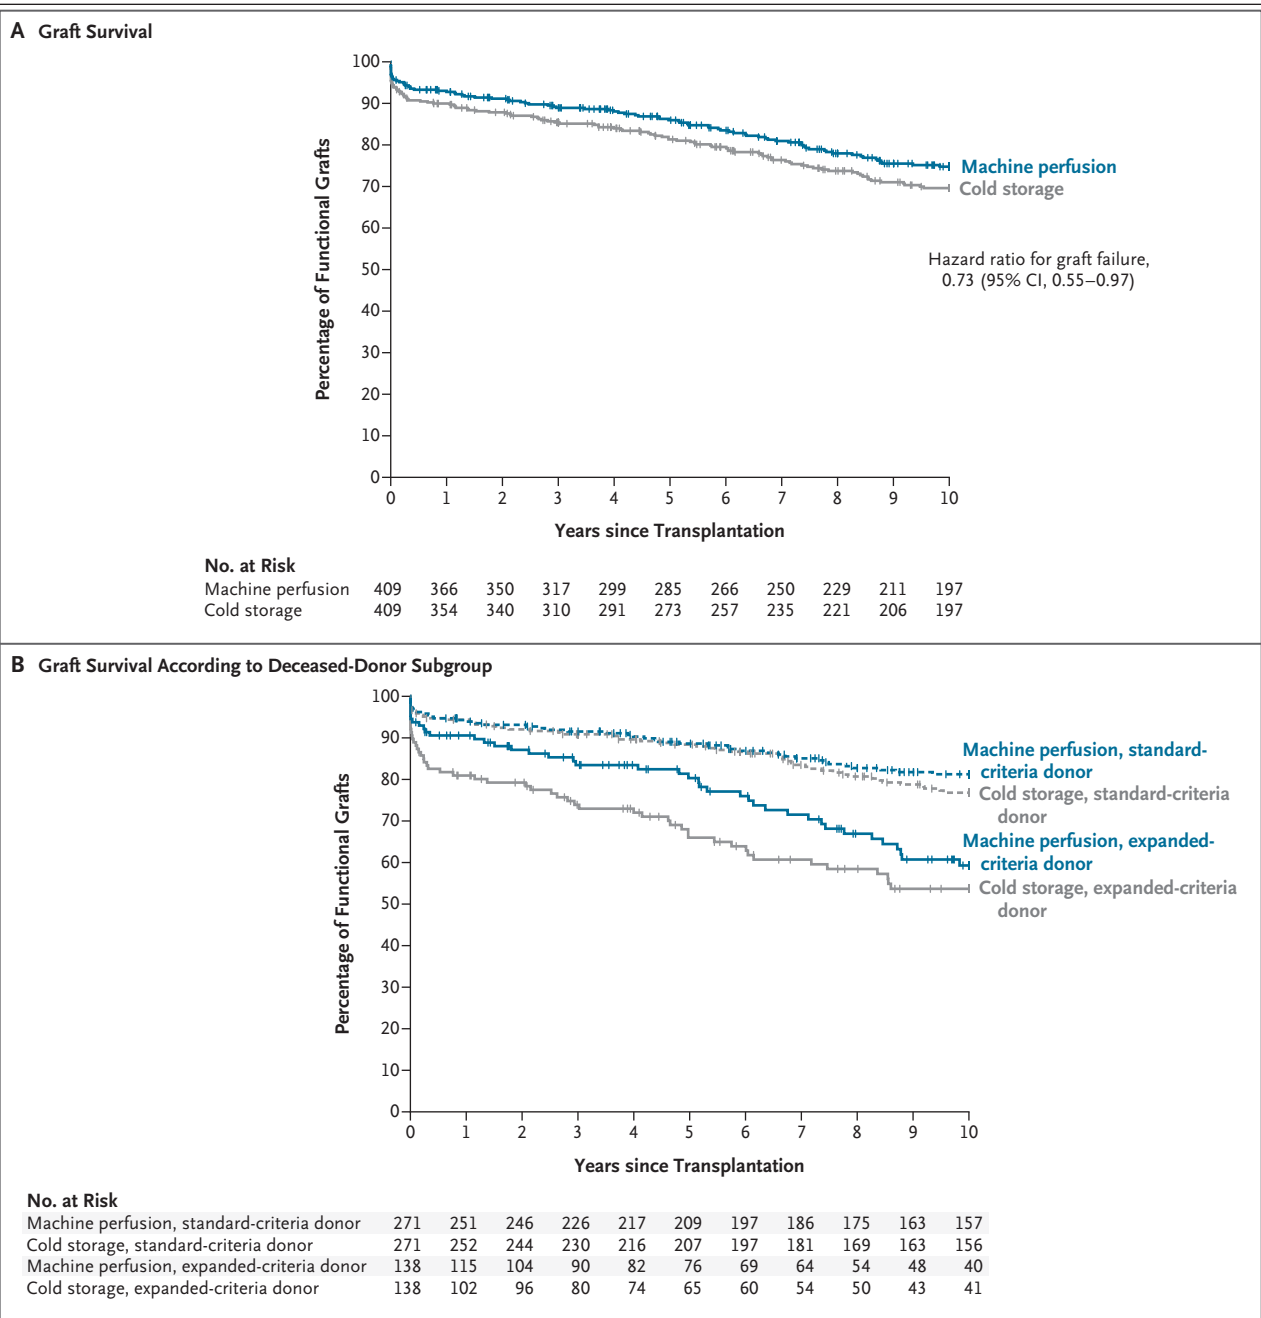 A Graft Survival
100
90
80
70
60
50
40
30
20
10
0
Percentage of Functional Grafts
Machine perfusion
Cold storage
Hazard ratio for graft failure,
0.73 (95% CI, 0.55–0.97)
0 1 2 3 4 5 6 7 8 9 10
Years since Transplantation
No. at Risk
Machine perfusion 409 366 350 317 299 285 266 250 229 211 197
Cold storage 409 354 340 310 291 273 257 235 221 206 197
B Graft Survival According to Deceased-Donor Subgroup
100
90
80
70
60
50
40
30
20
10
0
Percentage of Functional Grafts
Machine perfusion, standard-
criteria donor
Cold storage, standard-criteria
donor
Machine perfusion, expanded-
criteria donor
Cold storage, expanded-criteria
donor
0 1 2 3 4 5 6 7 8 9 10
Years since Transplantation
No. at Risk
Machine perfusion, standard-criteria donor 271 251 246 226 217 209 197 186 175 163 157
Cold storage, standard-criteria donor 271 252 244 230 216 207 197 181 169 163 156
Machine perfusion, expanded-criteria donor 138 115 104 90 82 76 69 64 54 48 40
Cold storage, expanded-criteria donor 138 102 96 80 74 65 60 54 50 43 41